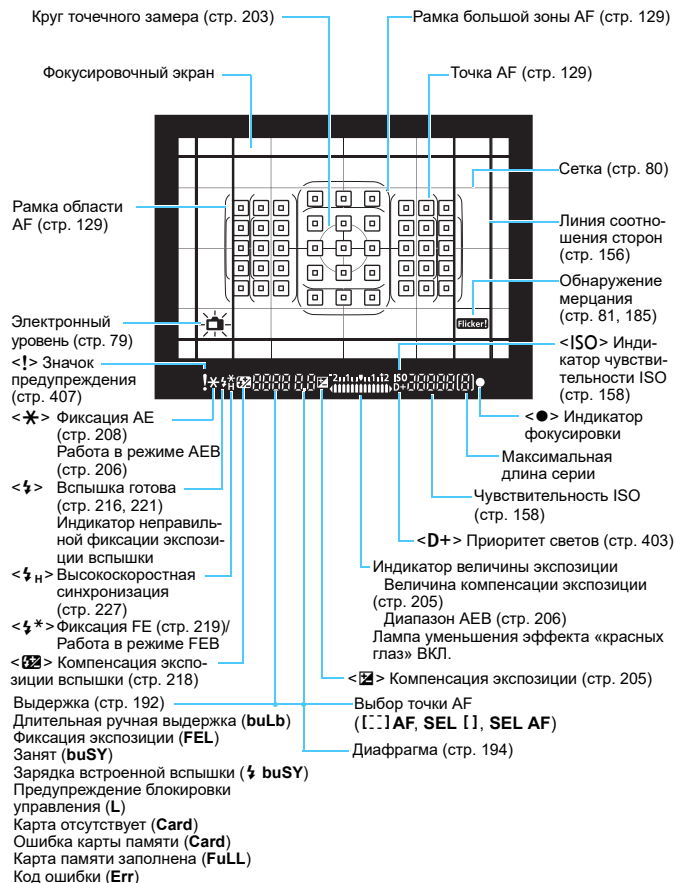 Круг точечного замера (стр. 203)
Рамка большой зоны AF (стр. 129)
Фокусировочный экран
Точка AF (стр. 129)
Сетка (стр. 80)
Рамка области
AF (стр. 129)
Линия соотно-
шения сторон
(стр. 156)
Обнаружение
мерцания
(стр. 81, 185)
Flicker!
Электронный
уровень (стр. 79)
<!> Значок
предупреждения
(стр. 407)
<ISO> Инди-
катор чувстви-
тельности ISO
(стр. 158)
<●> Индикатор
фокусировки
Максимальная
длина серии
Чувствительность ISO
(стр. 158)
<D+> Приоритет светов (стр. 403)
<✱> Фиксация AE
(стр. 208)
Работа в режиме AEB
(стр. 206)
<⚡> Вспышка готова
(стр. 216, 221)
Индикатор неправиль-
ной фиксации экспози-
ции вспышки
<⚡H> Высокоскоростная
синхронизация
(стр. 227)
<⚡*> Фиксация FE (стр. 219)/
Работа в режиме FEB
<⚡±> Компенсация экспо-
зиции вспышки (стр. 218)
Индикатор величины экспозиции
Величина компенсации экспозиции
(стр. 205)
Диапазон AEB (стр. 206)
Лампа уменьшения эффекта «красных
глаз» ВКЛ.
<±> Компенсация экспозиции (стр. 205)
Выдержка (стр. 192)
Длительная ручная выдержка (buLb)
Фиксация экспозиции (FEL)
Занят (buSY)
Зарядка встроенной вспышки (⚡ buSY)
Предупреждение блокировки
управления (L)
Карта отсутствует (Card)
Ошибка карты памяти (Card)
Карта памяти заполнена (FuLL)
Код ошибки (Err)
Выбор точки AF
([ ] AF, SEL [ ], SEL AF)
Диафрагма (стр. 194)